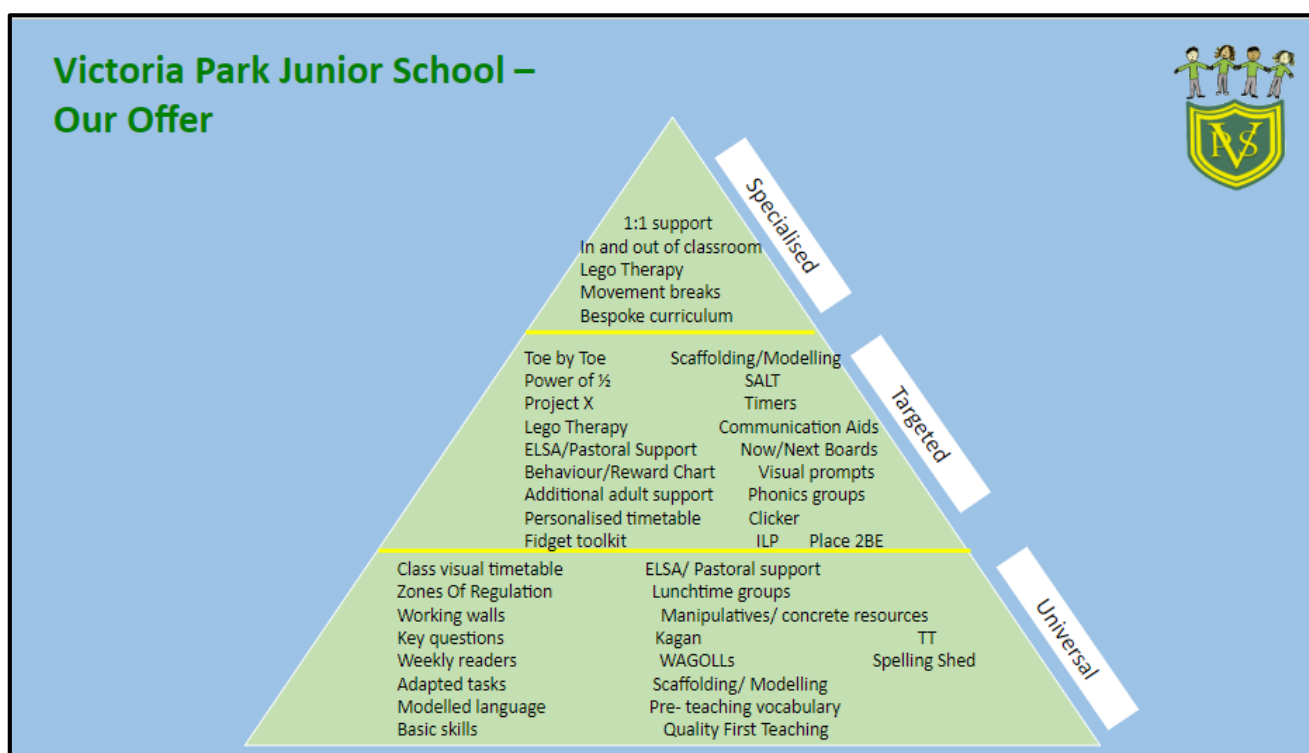 Victoria Park Junior School –
Our Offer
VPS
Specialised
1:1 support
In and out of classroom
Lego Therapy
Movement breaks
Bespoke curriculum
Targeted
Toe by Toe Scaffolding/Modelling
Power of ½ SALT
Project X Timers
Lego Therapy Communication Aids
ELSA/Pastoral Support Now/Next Boards
Behaviour/Reward Chart Visual prompts
Additional adult support Phonics groups
Personalised timetable Clicker
Fidget toolkit ILP Place 2BE
Universal
Class visual timetable ELSA/ Pastoral support
Zones Of Regulation Lunchtime groups
Working walls Manipulatives/ concrete resources
Key questions Kagan TT
Weekly readers WAGOLLs Spelling Shed
Adapted tasks Scaffolding/ Modelling
Modelled language Pre- teaching vocabulary
Basic skills Quality First Teaching